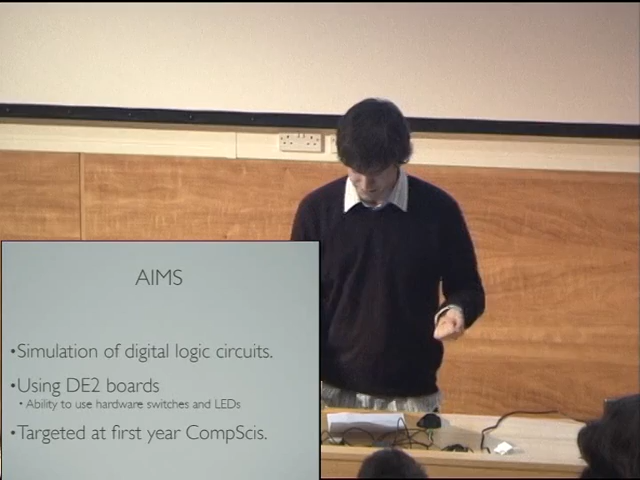 AIMS
•Simulation of digital logic circuits.
•Using DE2 boards
• Ability to use hardware switches and LEDs
•Targeted at first year CompScis.